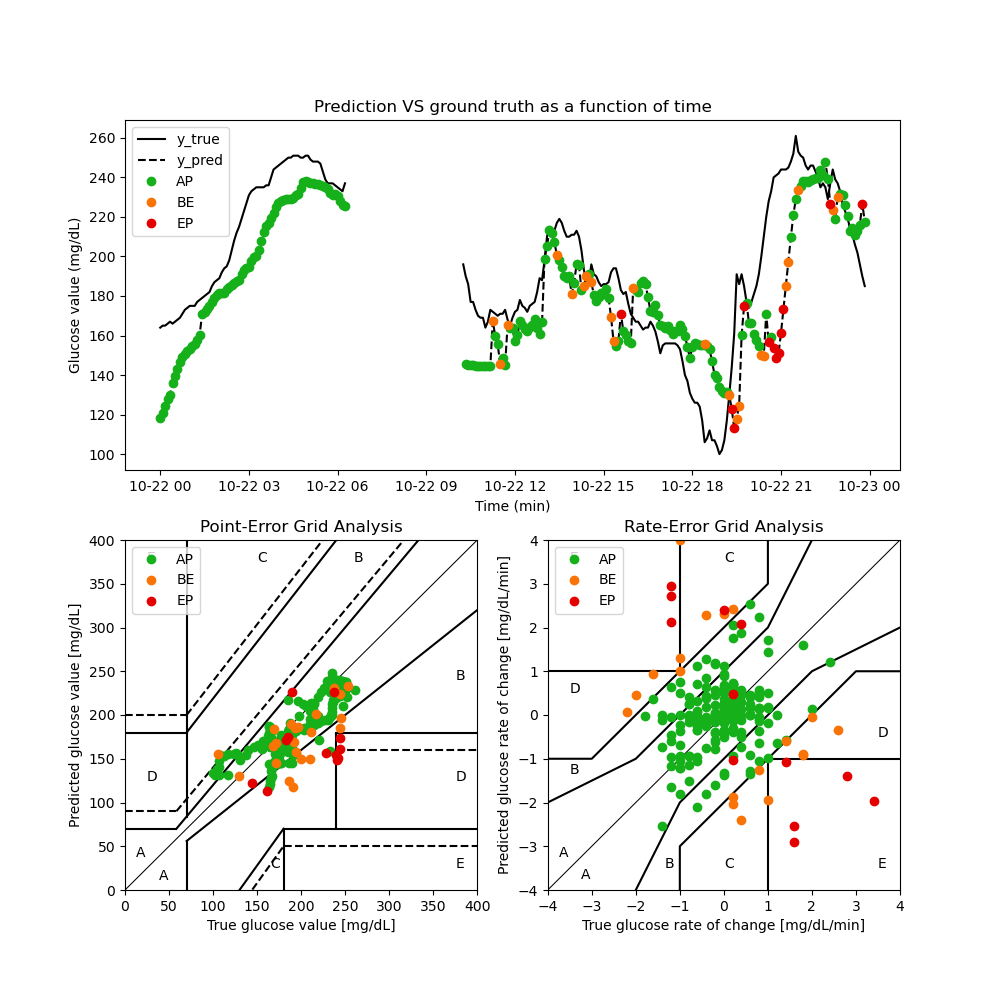 Prediction VS ground truth as a function of time
Glucose value (mg/dL)
260
240
220
200
180
160
140
120
100
y_true
y_pred
AP
BE
EP
10-22 00 10-22 03 10-22 06 10-22 09 10-22 12 10-22 15 10-22 18 10-22 21 10-23 00
Time (min)
Point-Error Grid Analysis
Predicted glucose value [mg/dL]
400
350
300
250
200
150
100
50
0
AP
BE
EP
C B
B
D D
A
A C E
0 50 100 150 200 250 300 350 400
True glucose value [mg/dL]
Rate-Error Grid Analysis
Predicted glucose rate of change [mg/dL/min]
4
3
2
1
0
−1
−2
−3
−4
AP
BE
EP
C
D
D
B
A
A B C E
−4 −3 −2 −1 0 1 2 3 4
True glucose rate of change [mg/dL/min]